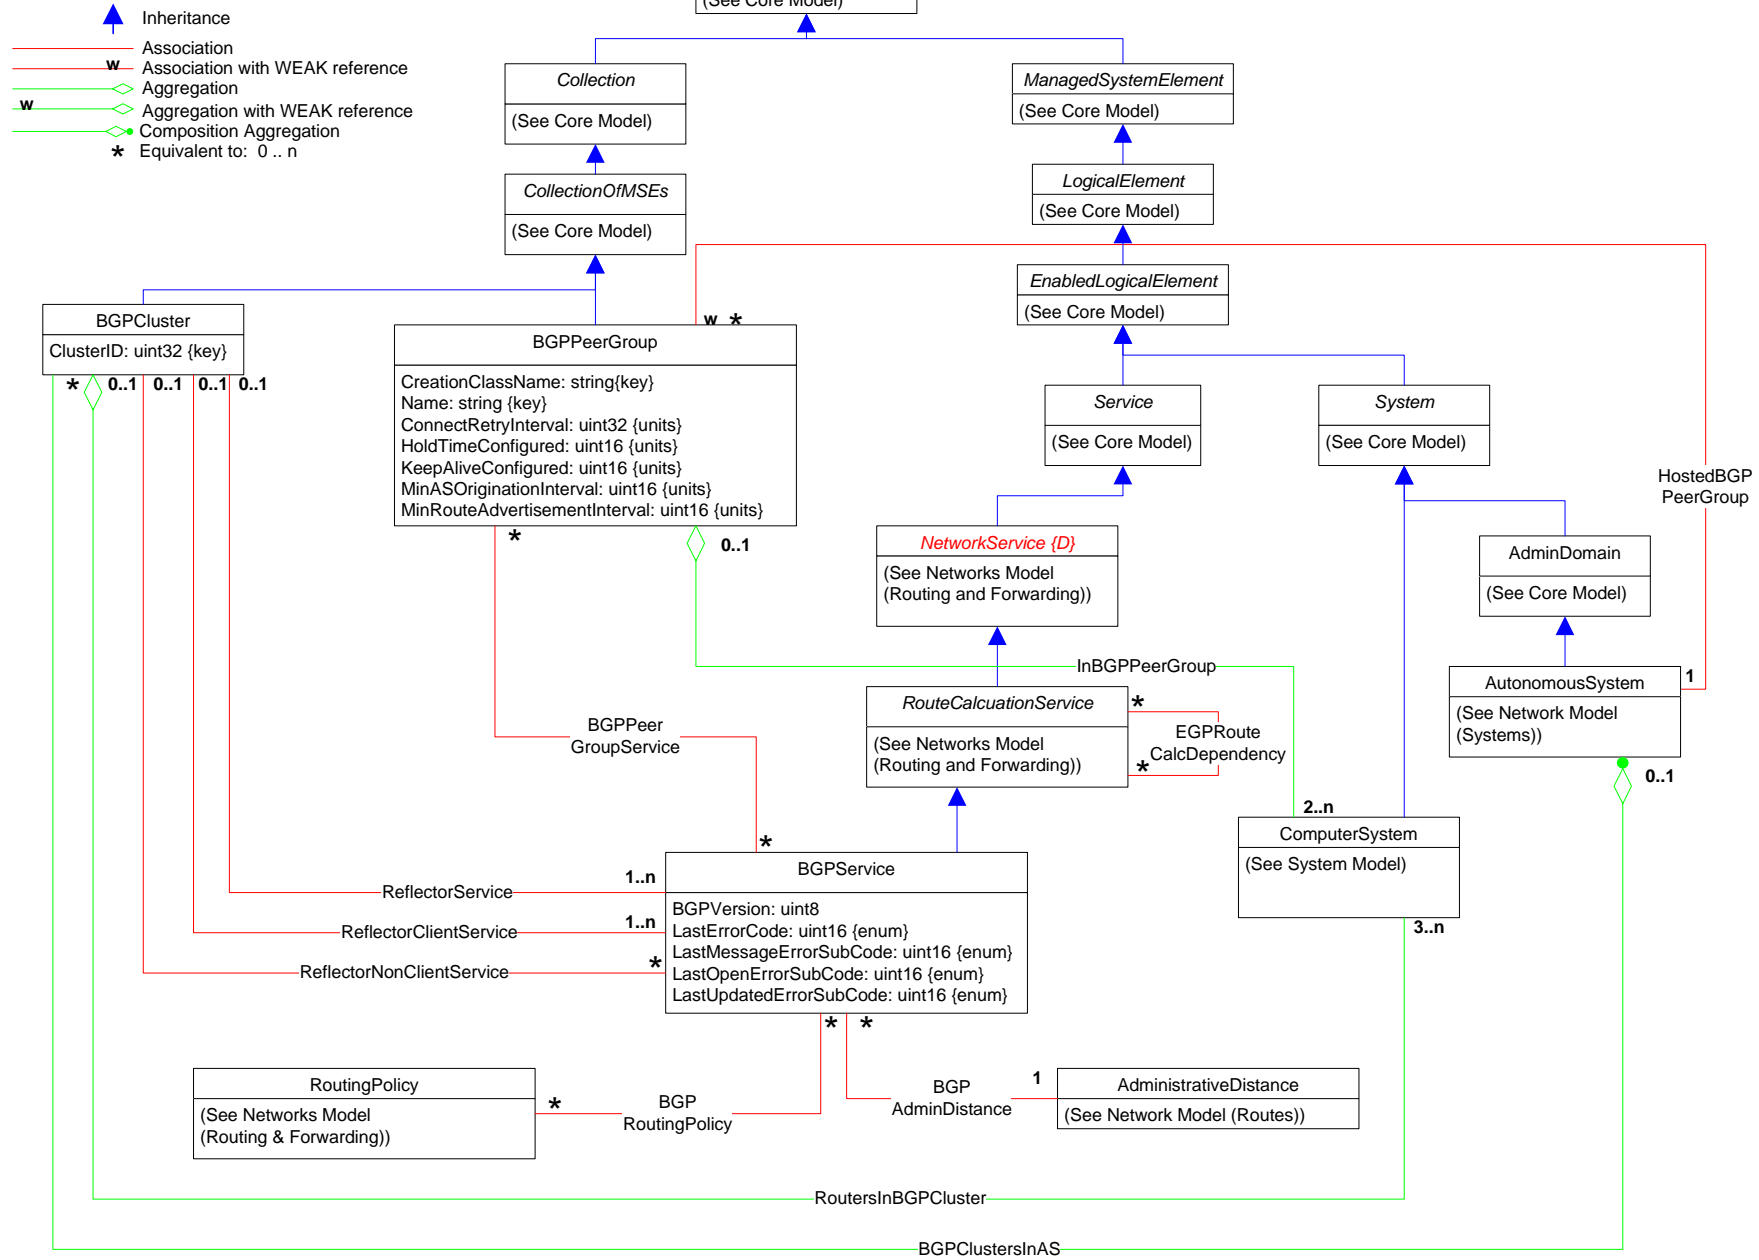 (See Core Model)
Inheritance
Association
w Association with WEAK reference
Aggregation
w Aggregation with WEAK reference
Composition Aggregation
* Equivalent to: 0 .. n
Collection
(See Core Model)
ManagedSystemElement
(See Core Model)
CollectionOfMSEs
(See Core Model)
LogicalElement
(See Core Model)
EnabledLogicalElement
(See Core Model)
BGPCluster
ClusterID: uint32 {key}
* 0..1 0..1 0..1 0..1
w *
BGPPeerGroup
CreationClassName: string{key}
Name: string {key}
ConnectRetryInterval: uint32 {units}
HoldTimeConfigured: uint16 {units}
KeepAliveConfigured: uint16 {units}
MinASOriginationInterval: uint16 {units}
MinRouteAdvertisementInterval: uint16 {units}
* 0..1
Service
(See Core Model)
System
(See Core Model)
HostedBGP
PeerGroup
NetworkService {D}
(See Networks Model
(Routing and Forwarding))
AdminDomain
(See Core Model)
InBGPPeerGroup
RouteCalcuationService
(See Networks Model
(Routing and Forwarding))
*
EGPRoute
CalcDependency
*
AutonomousSystem
(See Network Model
(Systems))
1
0..1
BGPPeer
GroupService
2..n
ComputerSystem
(See System Model)
3..n
*
BGPService
BGPVersion: uint8
LastErrorCode: uint16 {enum}
LastMessageErrorSubCode: uint16 {enum}
LastOpenErrorSubCode: uint16 {enum}
LastUpdatedErrorSubCode: uint16 {enum}
ReflectorService 1..n
ReflectorClientService 1..n
ReflectorNonClientService *
* *
RoutingPolicy
(See Networks Model
(Routing & Forwarding))
*
BGP
RoutingPolicy
BGP
AdminDistance
1
AdministrativeDistance
(See Network Model (Routes))
RoutersInBGPCluster
BGPClustersInAS